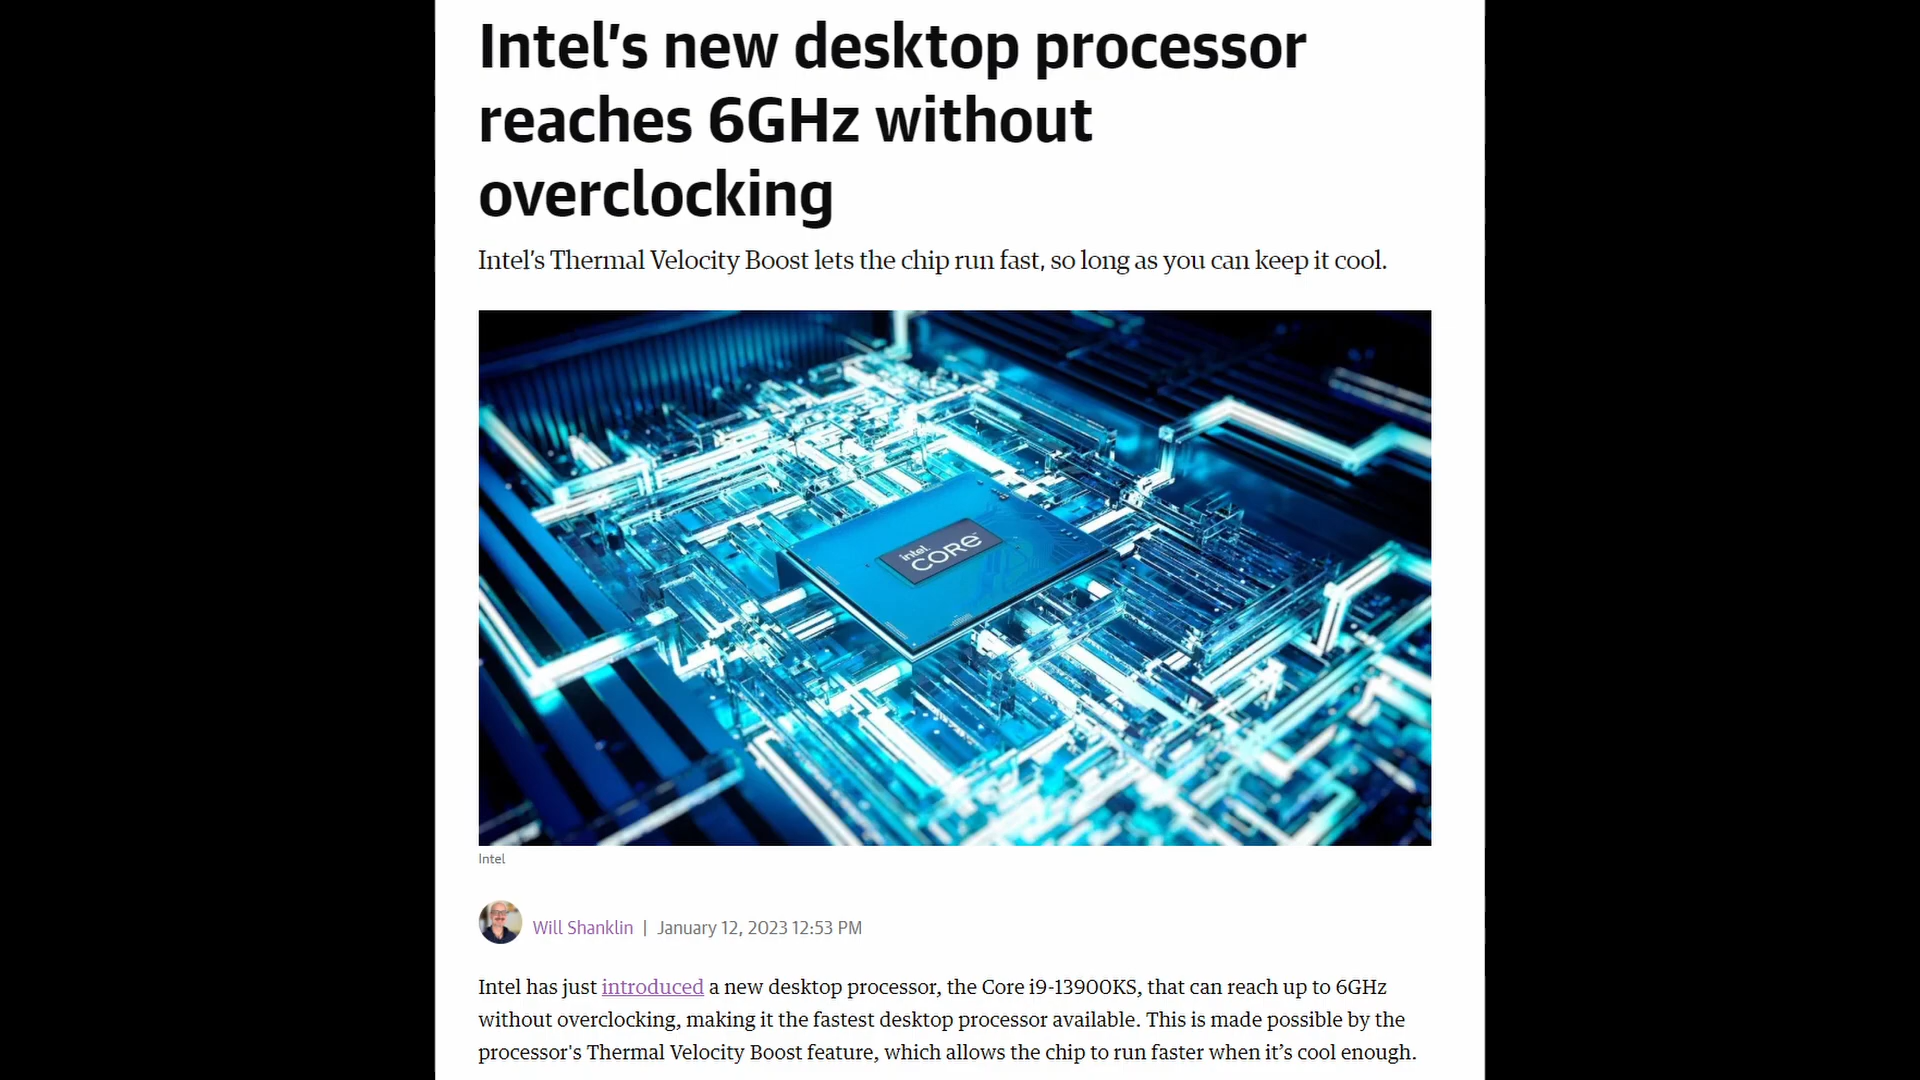 Intel’s new desktop processor
reaches 6GHz without
overclocking
Intel’s Thermal Velocity Boost lets the chip run fast, so long as you can keep it cool.
intel.
CORE™
Intel
Will Shanklin | January 12, 2023 12:53 PM
Intel has just introduced a new desktop processor, the Core i9-13900KS, that can reach up to 6GHz
without overclocking, making it the fastest desktop processor available. This is made possible by the
processor's Thermal Velocity Boost feature, which allows the chip to run faster when it’s cool enough.